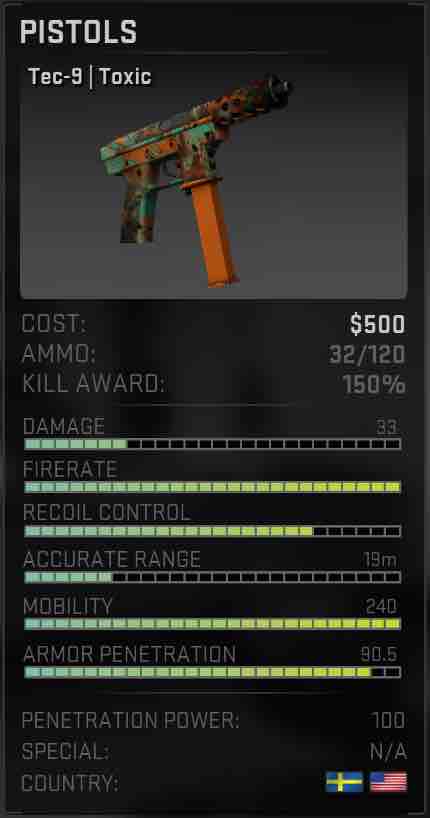 PISTOLS
Tec-9 | Toxic
COST: $500
AMMO: 32/120
KILL AWARD: 150%
DAMAGE 33
FIRERATE
RECOIL CONTROL
ACCURATE RANGE 19m
MOBILITY 240
ARMOR PENETRATION 90.5
PENETRATION POWER: 100
SPECIAL: N/A
COUNTRY: